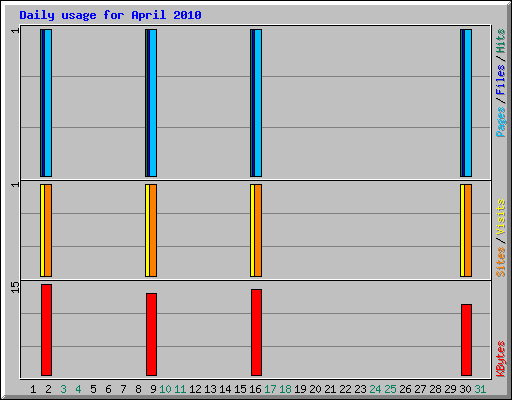 Daily usage for April 2010
1
Pages / Files / Hits
1
Sites / Visits
15
KBytes
1 2 3 4 5 6 7 8 9 10 11 12 13 14 15 16 17 18 19 20 21 22 23 24 25 26 27 28 29 30 31